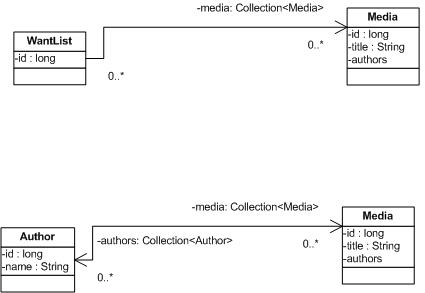 -media: Collection<Media>
Media
-id : long
-title : String
-authors
0..*
WantList
-id : long
0..*
-media: Collection<Media>
Media
-id : long
-title : String
-authors
0..*
Author
-id : long
-name : String
-authors: Collection<Author>
0..*